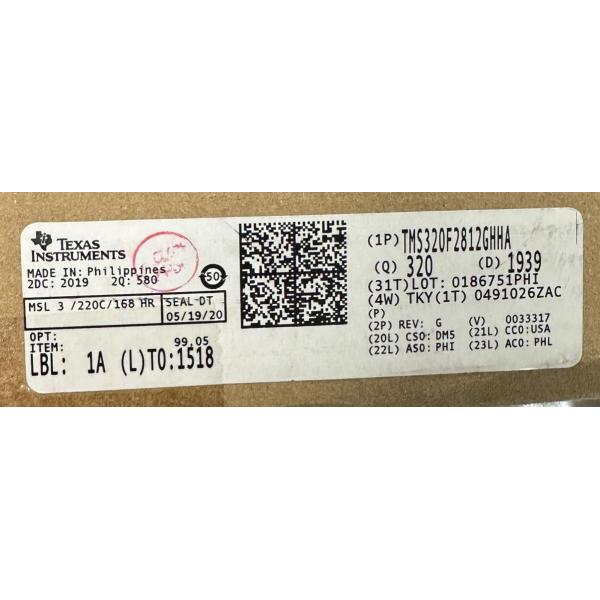 TEXAS
INSTRUMENTS
MADE IN: Philippines
2DC: 2019 2Q: 580
50
MSL 3 /220C/168 HR SEAL DT
05/19/20
OPT:
ITEM: 99.05
LBL: 1A (L)TO:1518
(1P)TMS320F2812GHHA
(Q) 320 (D) 1939
(31T)LOT: 0186751PHI
(4W) TKY(1T) 0491026ZAC
(P)
(2P) REV: G (V) 0033317
(20L) CSO: DM5 (21L) CCO:USA
(22L) ASO: PHI (23L) ACO: PHL